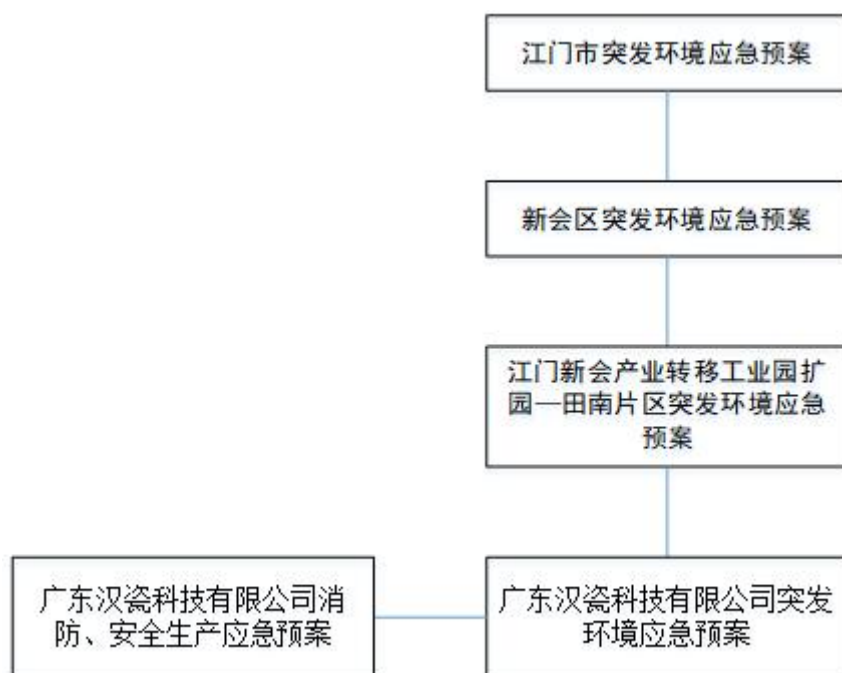 江门市突发环境应急预案
新会区突发环境应急预案
江门新会产业转移工业园扩
园—田南片区突发环境应急
预案
广东汉瓷科技有限公司消
防、安全生产应急预案
广东汉瓷科技有限公司突发
环境应急预案